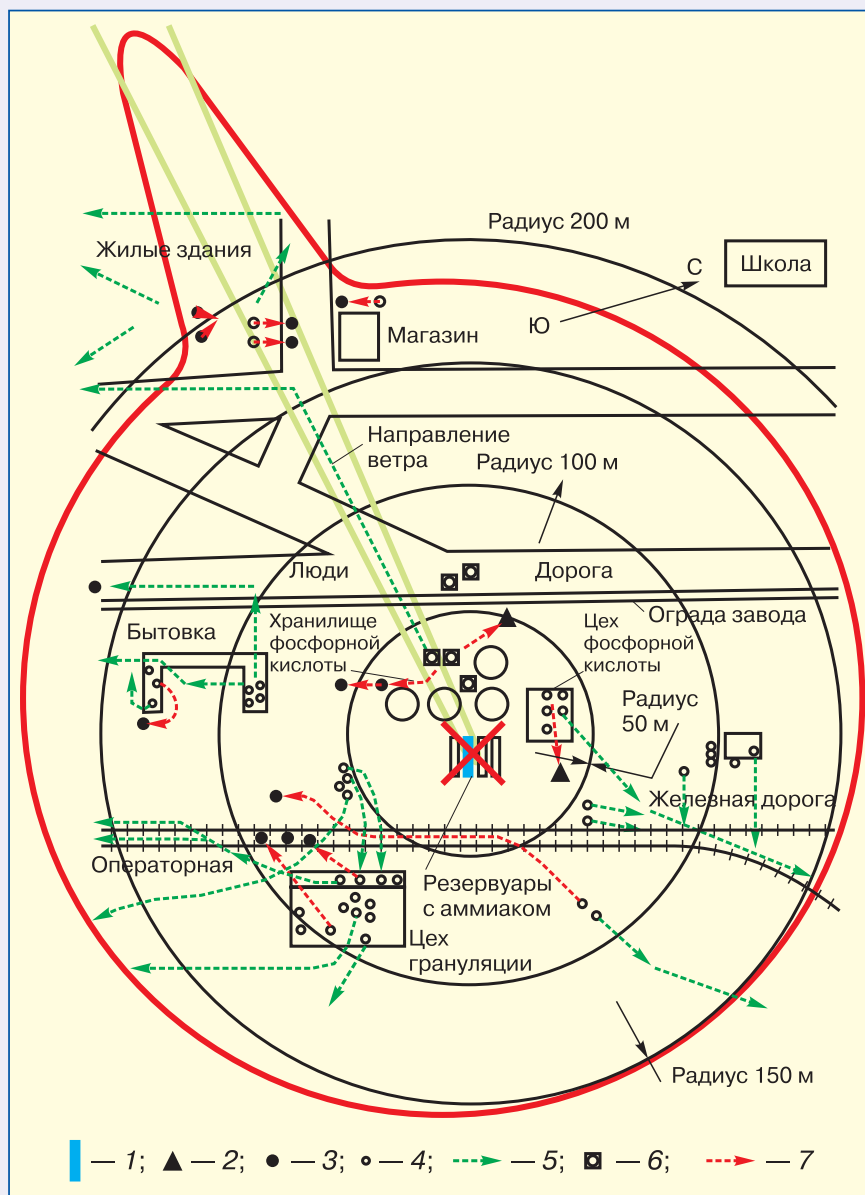 Радиус 200 м
Жилые здания
С
Школа
Ю
Магазин
Направление
ветра
Радиус 100 м
Люди
Дорога
Ограда завода
Бытовка
Хранилище
фосфорной
кислоты
Цех
фосфорной
кислоты
Радиус
50 м
Железная дорога
Операторная
Резервуары
с аммиаком
Цех
грануляции
Радиус 150 м
— 1; — 2; — 3; — 4; — 5; — 6; — 7